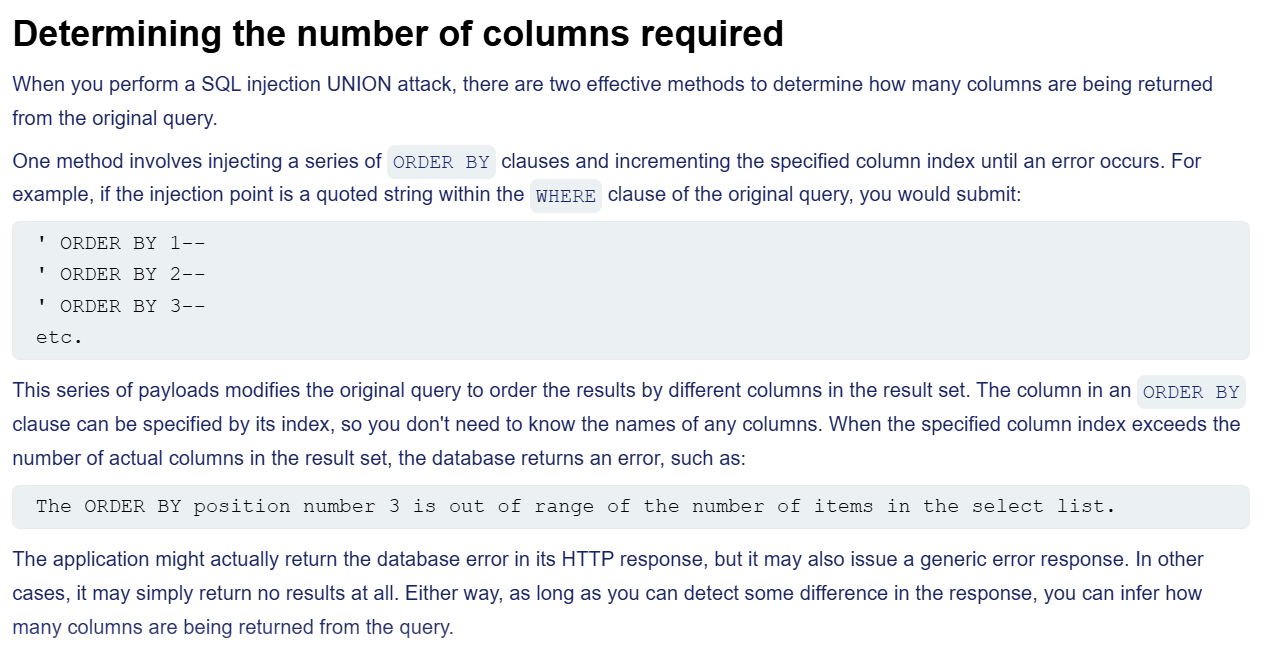 Determining the number of columns required
When you perform a SQL injection UNION attack, there are two effective methods to determine how many columns are being returned
from the original query.
One method involves injecting a series of ORDER BY clauses and incrementing the specified column index until an error occurs. For
example, if the injection point is a quoted string within the WHERE clause of the original query, you would submit:
' ORDER BY 1--
' ORDER BY 2--
' ORDER BY 3--
etc.
This series of payloads modifies the original query to order the results by different columns in the result set. The column in an ORDER BY
clause can be specified by its index, so you don't need to know the names of any columns. When the specified column index exceeds the
number of actual columns in the result set, the database returns an error, such as:
The ORDER BY position number 3 is out of range of the number of items in the select list.
The application might actually return the database error in its HTTP response, but it may also issue a generic error response. In other
cases, it may simply return no results at all. Either way, as long as you can detect some difference in the response, you can infer how
many columns are being returned from the query.